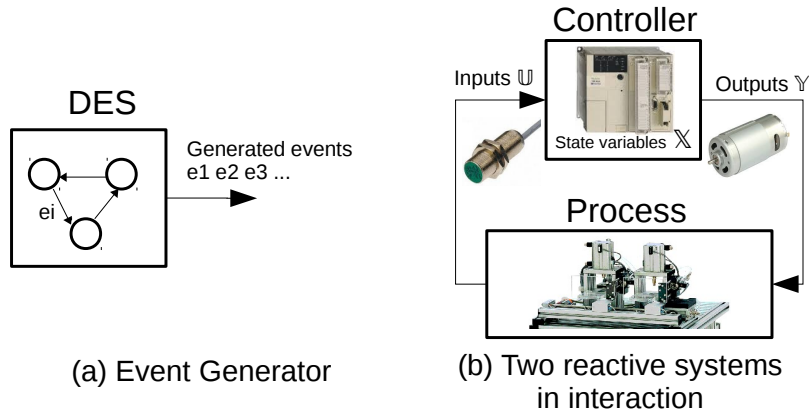 DES
ei
Generated events
e1 e2 e3 ...
(a) Event Generator
Controller
Inputs 𝕌
Outputs 𝕐
State variables 𝕏
Process
(b) Two reactive systems
in interaction